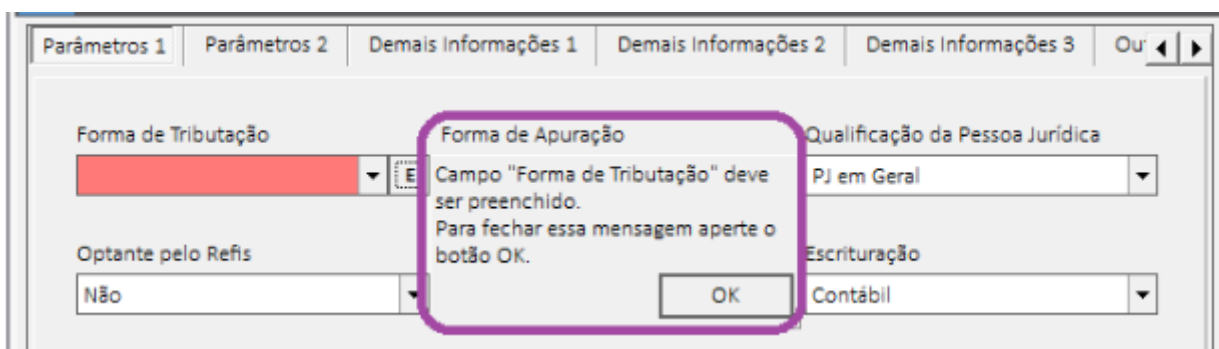 Parâmetros 1 Parâmetros 2 Demais Informações 1 Demais Informações 2 Demais Informações 3 Ou
Forma de Tributação Forma de Apuração Qualificação da Pessoa Jurídica
E
Campo "Forma de Tributação" deve
ser preenchido.
Para fechar essa mensagem aperte o
botão OK.
OK
PJ em Geral
Optante pelo Refis Escrituração
Não Contábil